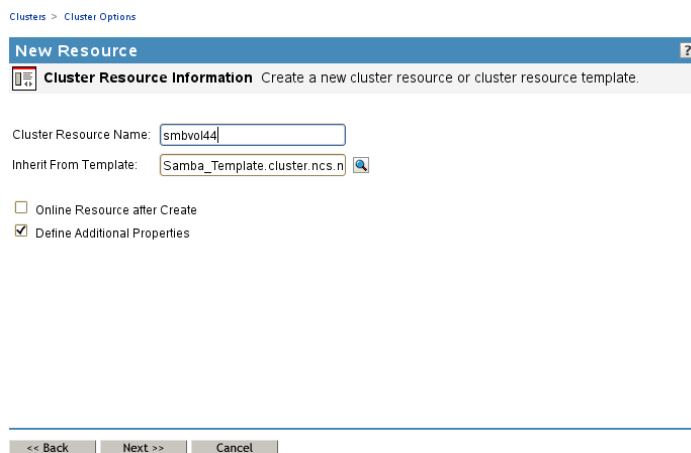 Clusters > Cluster Options
New Resource
?
Cluster Resource Information Create a new cluster resource or cluster resource template.
Cluster Resource Name: smbvol44
Inherit From Template: Samba_Template.cluster.ncs.n
Online Resource after Create
Define Additional Properties
<< Back Next >> Cancel